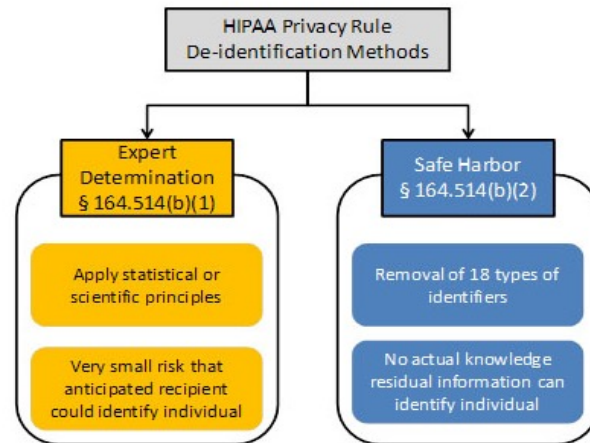 HIPAA Privacy Rule
De-identification Methods
Expert
Determination
§ 164.514(b)(1)
Apply statistical or
scientific principles
Very small risk that
anticipated recipient
could identify individual
Safe Harbor
§ 164.514(b)(2)
Removal of 18 types of
identifiers
No actual knowledge
residual information can
identify individual